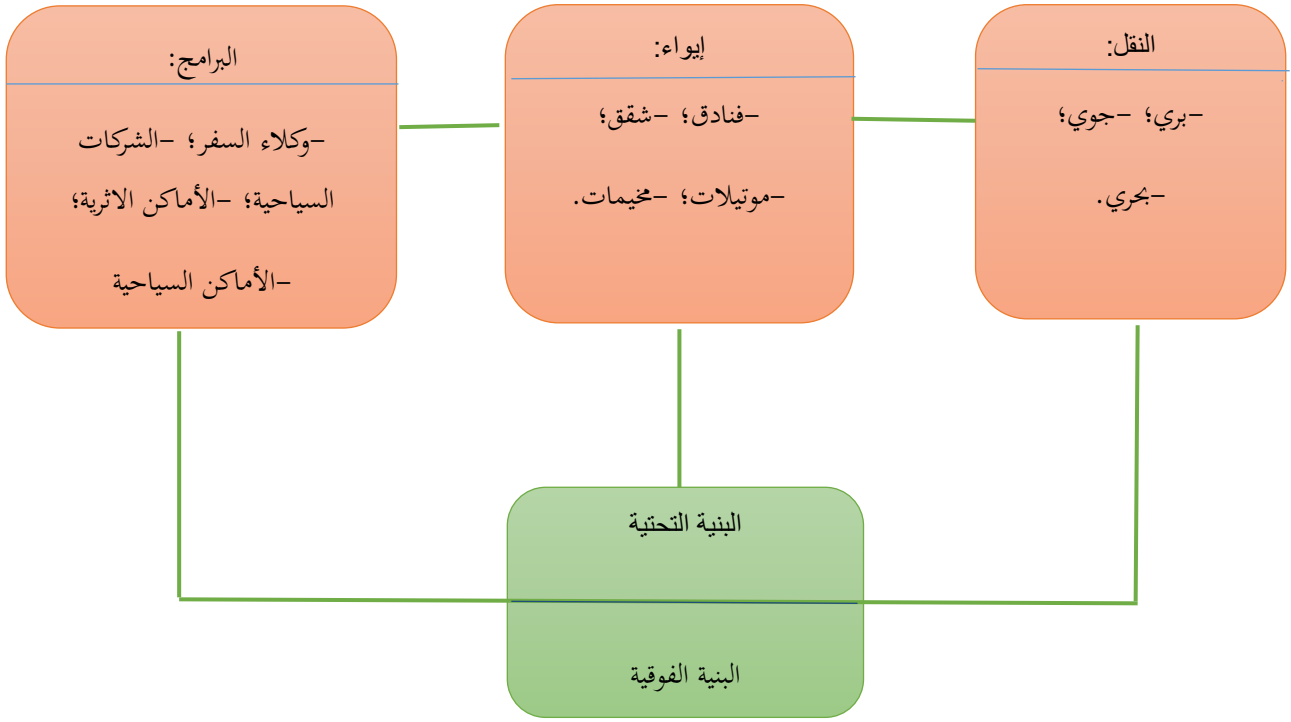 النقل:
-بري؛ -جوي؛
-بحري.
إيواء:
-فنادق؛ -شقق؛
-موتيلات؛ -مخيمات.
البرامج:
-وكلاء السفر؛ -الشركات
السياحية؛ -الأماكن الاثرية؛
-الأماكن السياحية
البنية التحتية
البنية الفوقية